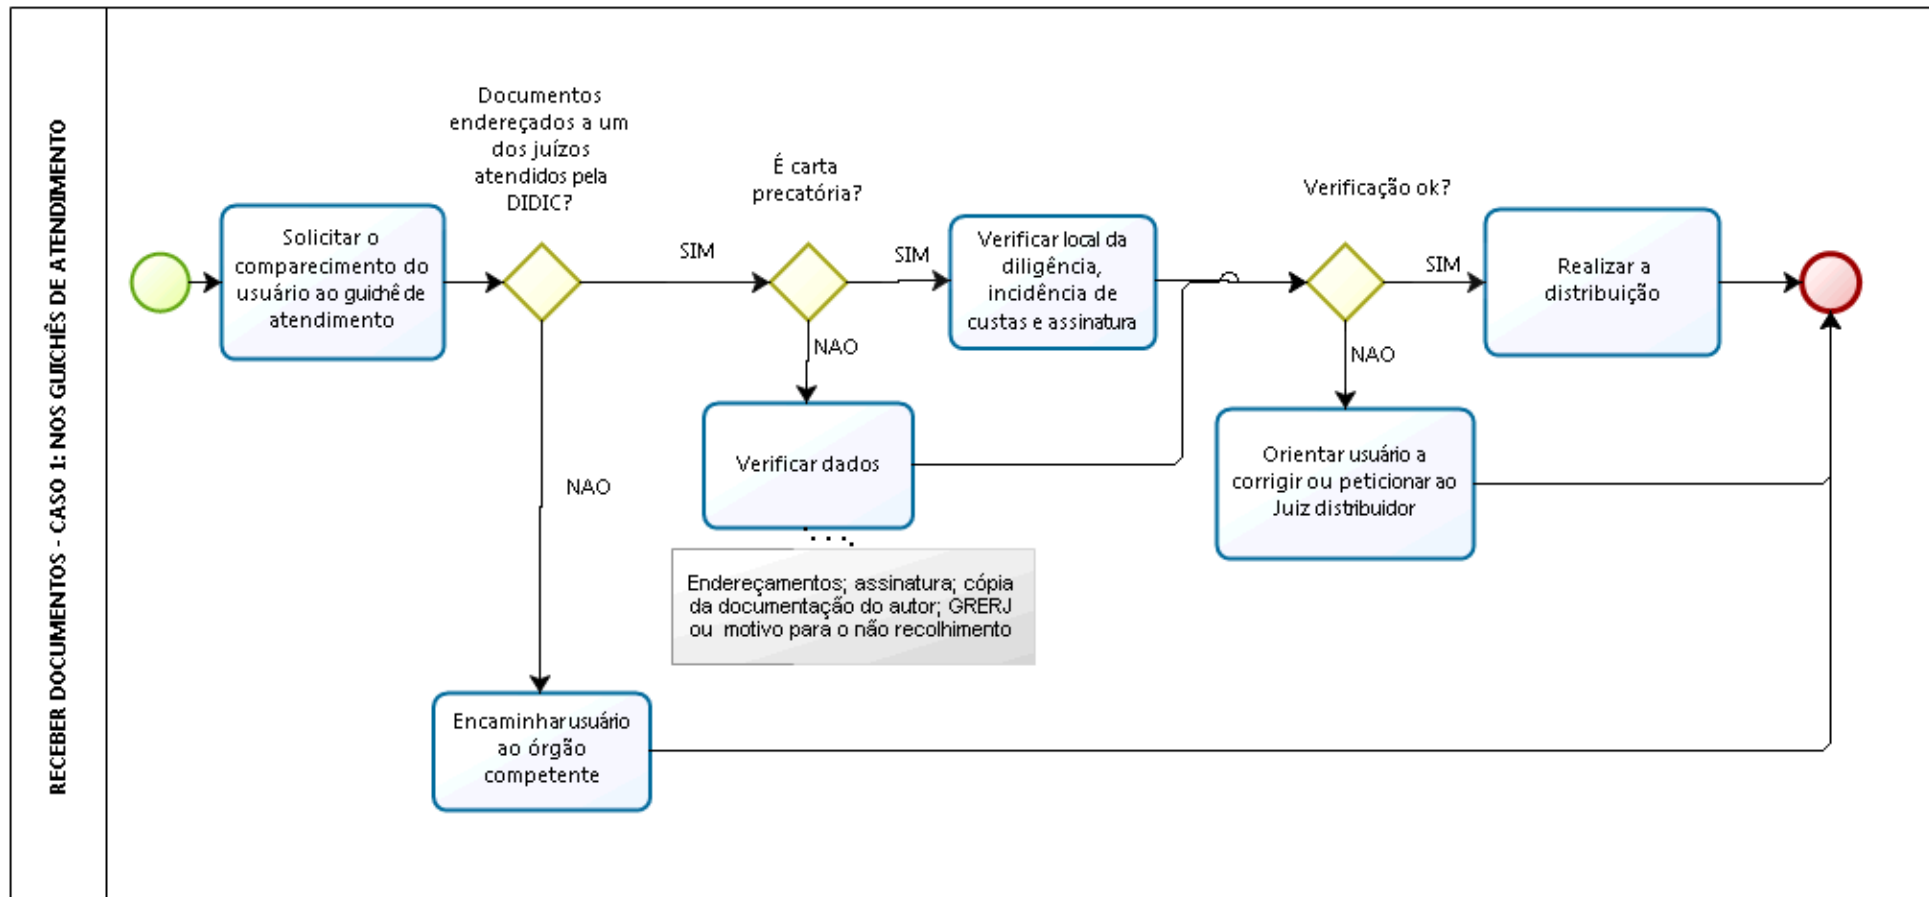 RECEBER DOCUMENTOS - CASO 1: NOS GUICHÊS DE ATENDIMENTO
Solicitar o
comparecimento do
usuário ao guichê de
atendimento
Documentos
endereçados a um
dos juízos
atendidos pela
DIDIC?
SIM
NAO
É carta
precatória?
SIM
NAO
Verificar local da
diligência,
incidência de
custas e assinatura
Verificar dados
Endereçamentos; assinatura; cópia
da documentação do autor; GRERJ
ou motivo para o não recolhimento
Verificação ok?
SIM
NAO
Realizar a
distribuição
Orientar usuário a
corrigir ou peticionar ao
Juiz distribuidor
Encaminhar usuário
ao órgão
competente